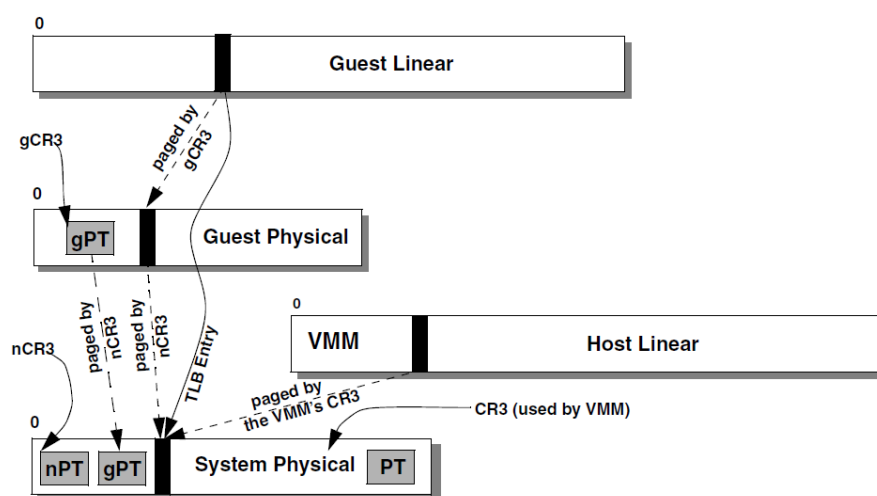 0
Guest Linear
gCR3
paged by
gCR3
0
gPT
Guest Physical
paged by
nCR3
paged by
nCR3
TLB Entry
0
VMM
Host Linear
nCR3
paged by
the VMM's CR3
CR3 (used by VMM)
0
nPT
gPT
System Physical
PT